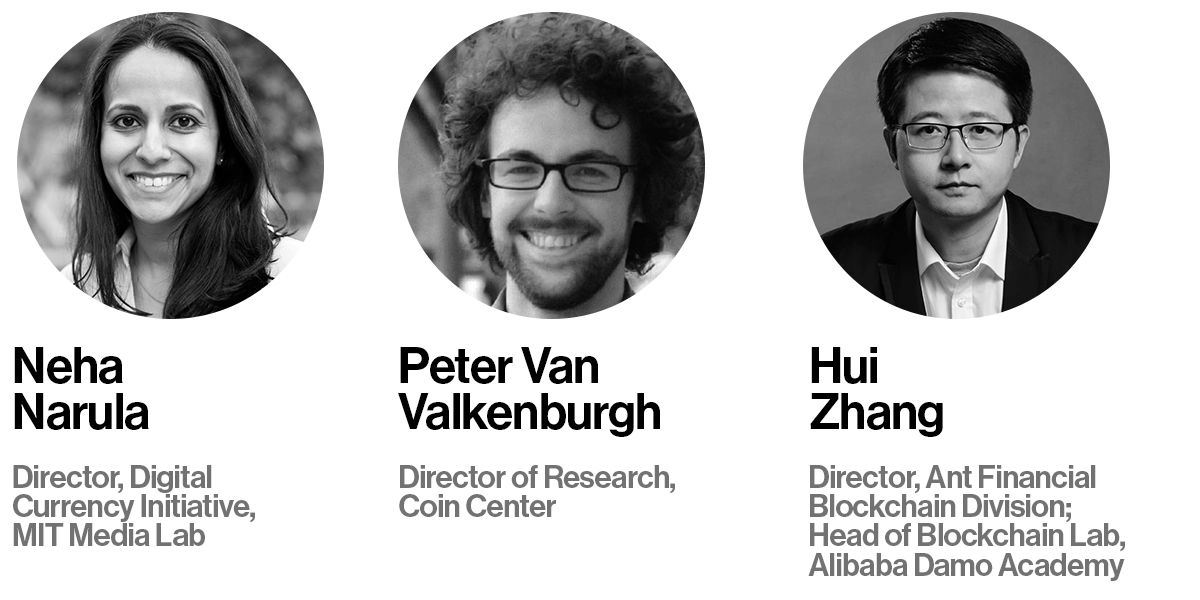 Neha
Narula
Director, Digital
Currency Initiative,
MIT Media Lab
Peter Van
Valkenburgh
Director of Research,
Coin Center
Hui
Zhang
Director, Ant Financial
Blockchain Division;
Head of Blockchain Lab,
Alibaba Damo Academy